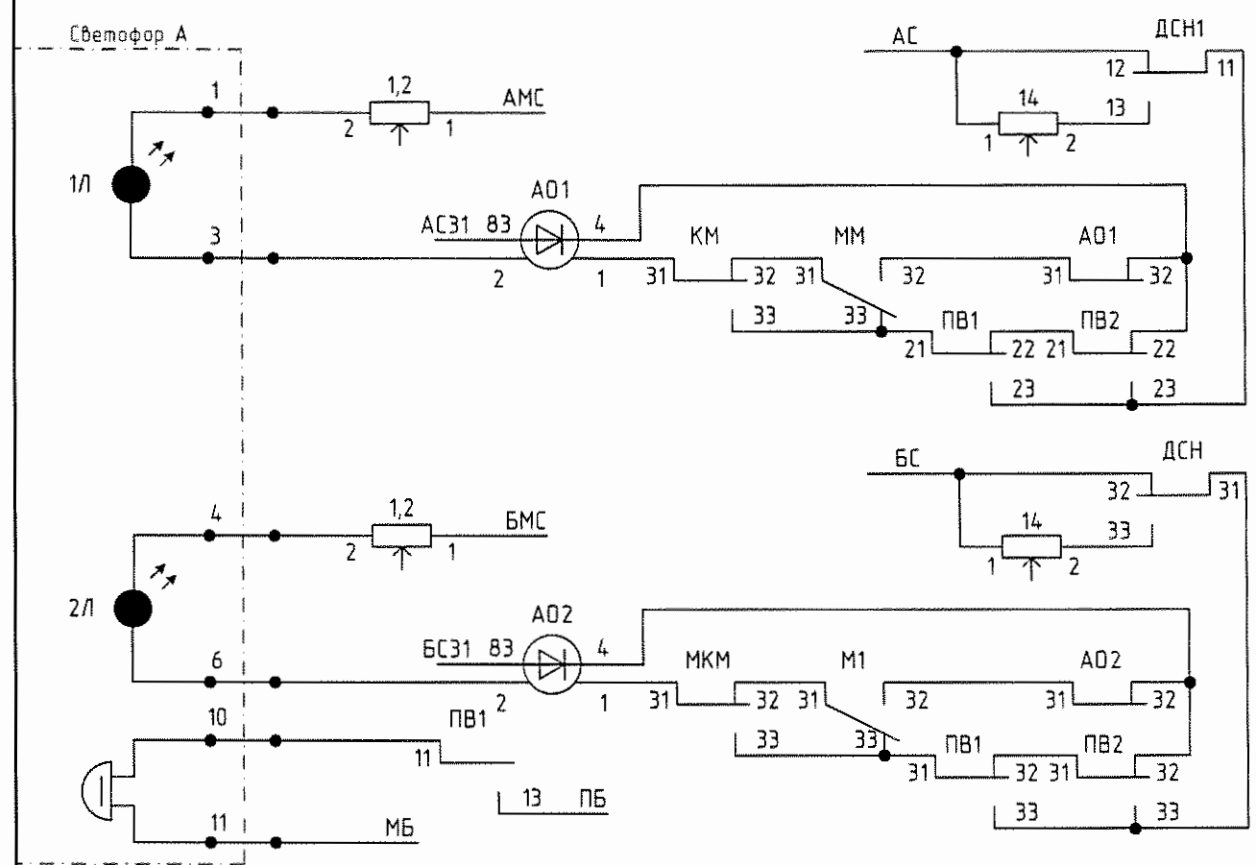 Светофор А
АС
ДСН1
12
11
1
1,2
АМС
2
1
14
13
1
2
1Л
АО1
АСЗ1 83
4
КМ
ММ
АО1
3
2
1
31
32
31
32
31
32
33
33
ПВ1
ПВ2
21
22
21
22
23
23
БС
ДСН
32
31
4
1,2
БМС
2
1
14
33
1
2
2Л
АО2
БСЗ1 83
4
МКМ
М1
АО2
6
2
1
31
32
31
32
31
32
10
ПВ1
11
33
33
ПВ1
ПВ2
31
32
31
32
13
ПБ
33
33
11
МБ